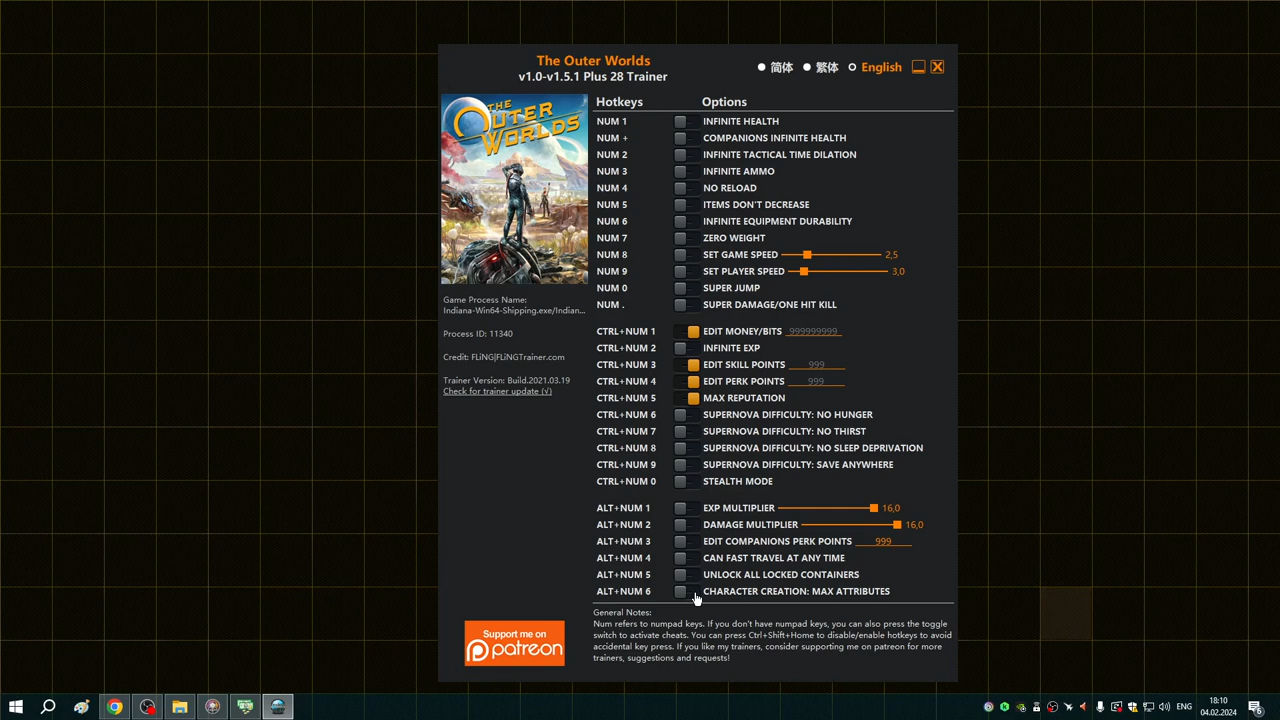 The Outer Worlds
v1.0-v1.5.1 Plus 28 Trainer
简体 繁体 English
THE OUTER WORLDS
Game Process Name:
Indiana-Win64-Shipping.exe/Indian...
Process ID: 11340
Credit: FLiNG|FLiNGTrainer.com
Trainer Version: Build.2021.03.19
Check for trainer update (√)
Support me on
patreon
Hotkeys Options
NUM 1 INFINITE HEALTH
NUM + COMPANIONS INFINITE HEALTH
NUM 2 INFINITE TACTICAL TIME DILATION
NUM 3 INFINITE AMMO
NUM 4 NO RELOAD
NUM 5 ITEMS DON'T DECREASE
NUM 6 INFINITE EQUIPMENT DURABILITY
NUM 7 ZERO WEIGHT
NUM 8 SET GAME SPEED 2,5
NUM 9 SET PLAYER SPEED 3,0
NUM 0 SUPER JUMP
NUM . SUPER DAMAGE/ONE HIT KILL
CTRL+NUM 1 EDIT MONEY/BITS 999999999
CTRL+NUM 2 INFINITE EXP
CTRL+NUM 3 EDIT SKILL POINTS 999
CTRL+NUM 4 EDIT PERK POINTS 999
CTRL+NUM 5 MAX REPUTATION
CTRL+NUM 6 SUPERNOVA DIFFICULTY: NO HUNGER
CTRL+NUM 7 SUPERNOVA DIFFICULTY: NO THIRST
CTRL+NUM 8 SUPERNOVA DIFFICULTY: NO SLEEP DEPRIVATION
CTRL+NUM 9 SUPERNOVA DIFFICULTY: SAVE ANYWHERE
CTRL+NUM 0 STEALTH MODE
ALT+NUM 1 EXP MULTIPLIER 16,0
ALT+NUM 2 DAMAGE MULTIPLIER 16,0
ALT+NUM 3 EDIT COMPANIONS PERK POINTS 999
ALT+NUM 4 CAN FAST TRAVEL AT ANY TIME
ALT+NUM 5 UNLOCK ALL LOCKED CONTAINERS
ALT+NUM 6 CHARACTER CREATION: MAX ATTRIBUTES
General Notes:
Num refers to numpad keys. If you don't have numpad keys, you can also press the toggle
switch to activate cheats. You can press Ctrl+Shift+Home to disable/enable hotkeys to avoid
accidental key press. If you like my trainers, consider supporting me on patreon for more
trainers, suggestions and requests!
ENG
18:10
04.02.2024